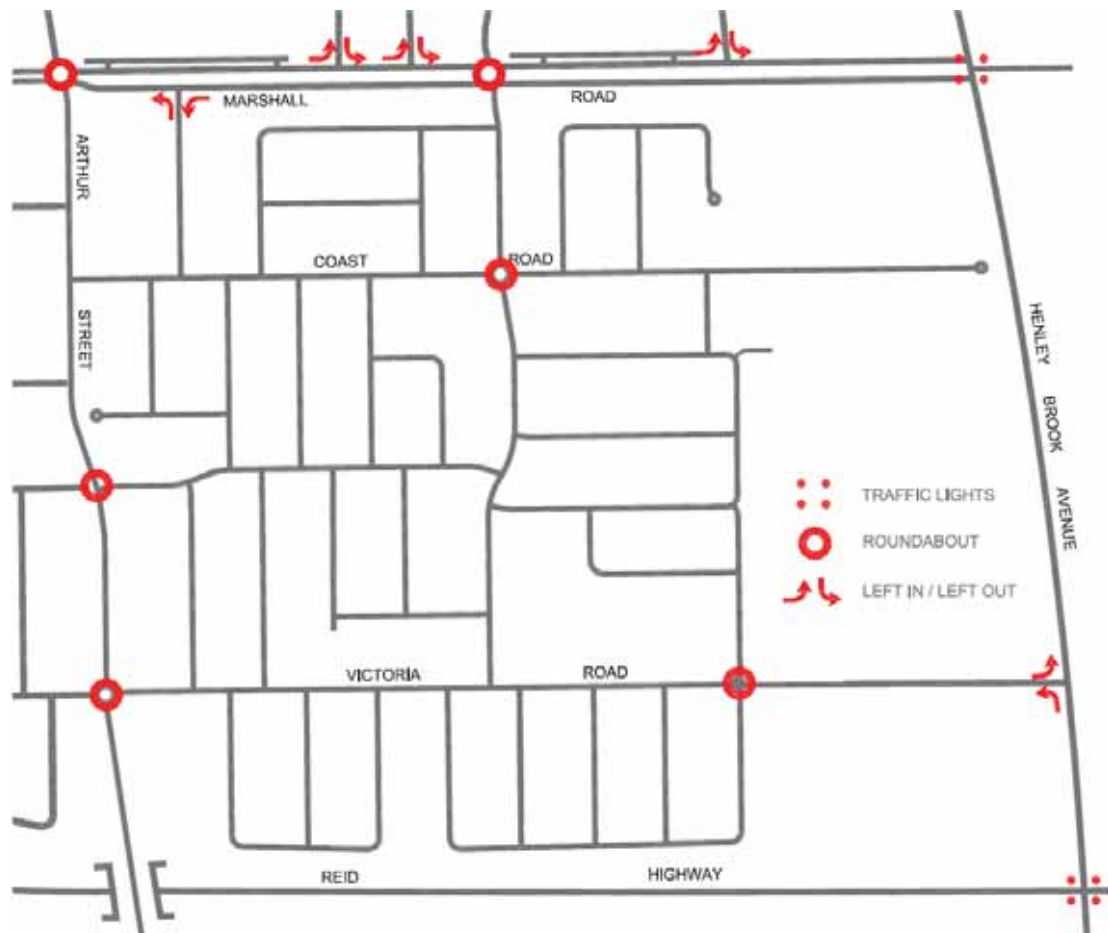 MARSHALL ROAD
ARTHUR STREET
COAST ROAD
HENLEY BROOK AVENUE
TRAFFIC LIGHTS
ROUNDABOUT
LEFT IN / LEFT OUT
VICTORIA ROAD
REID HIGHWAY